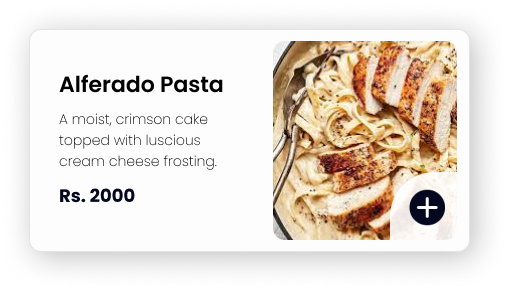 Alferado Pasta
A moist, crimson cake
topped with luscious
cream cheese frosting.
Rs. 2000